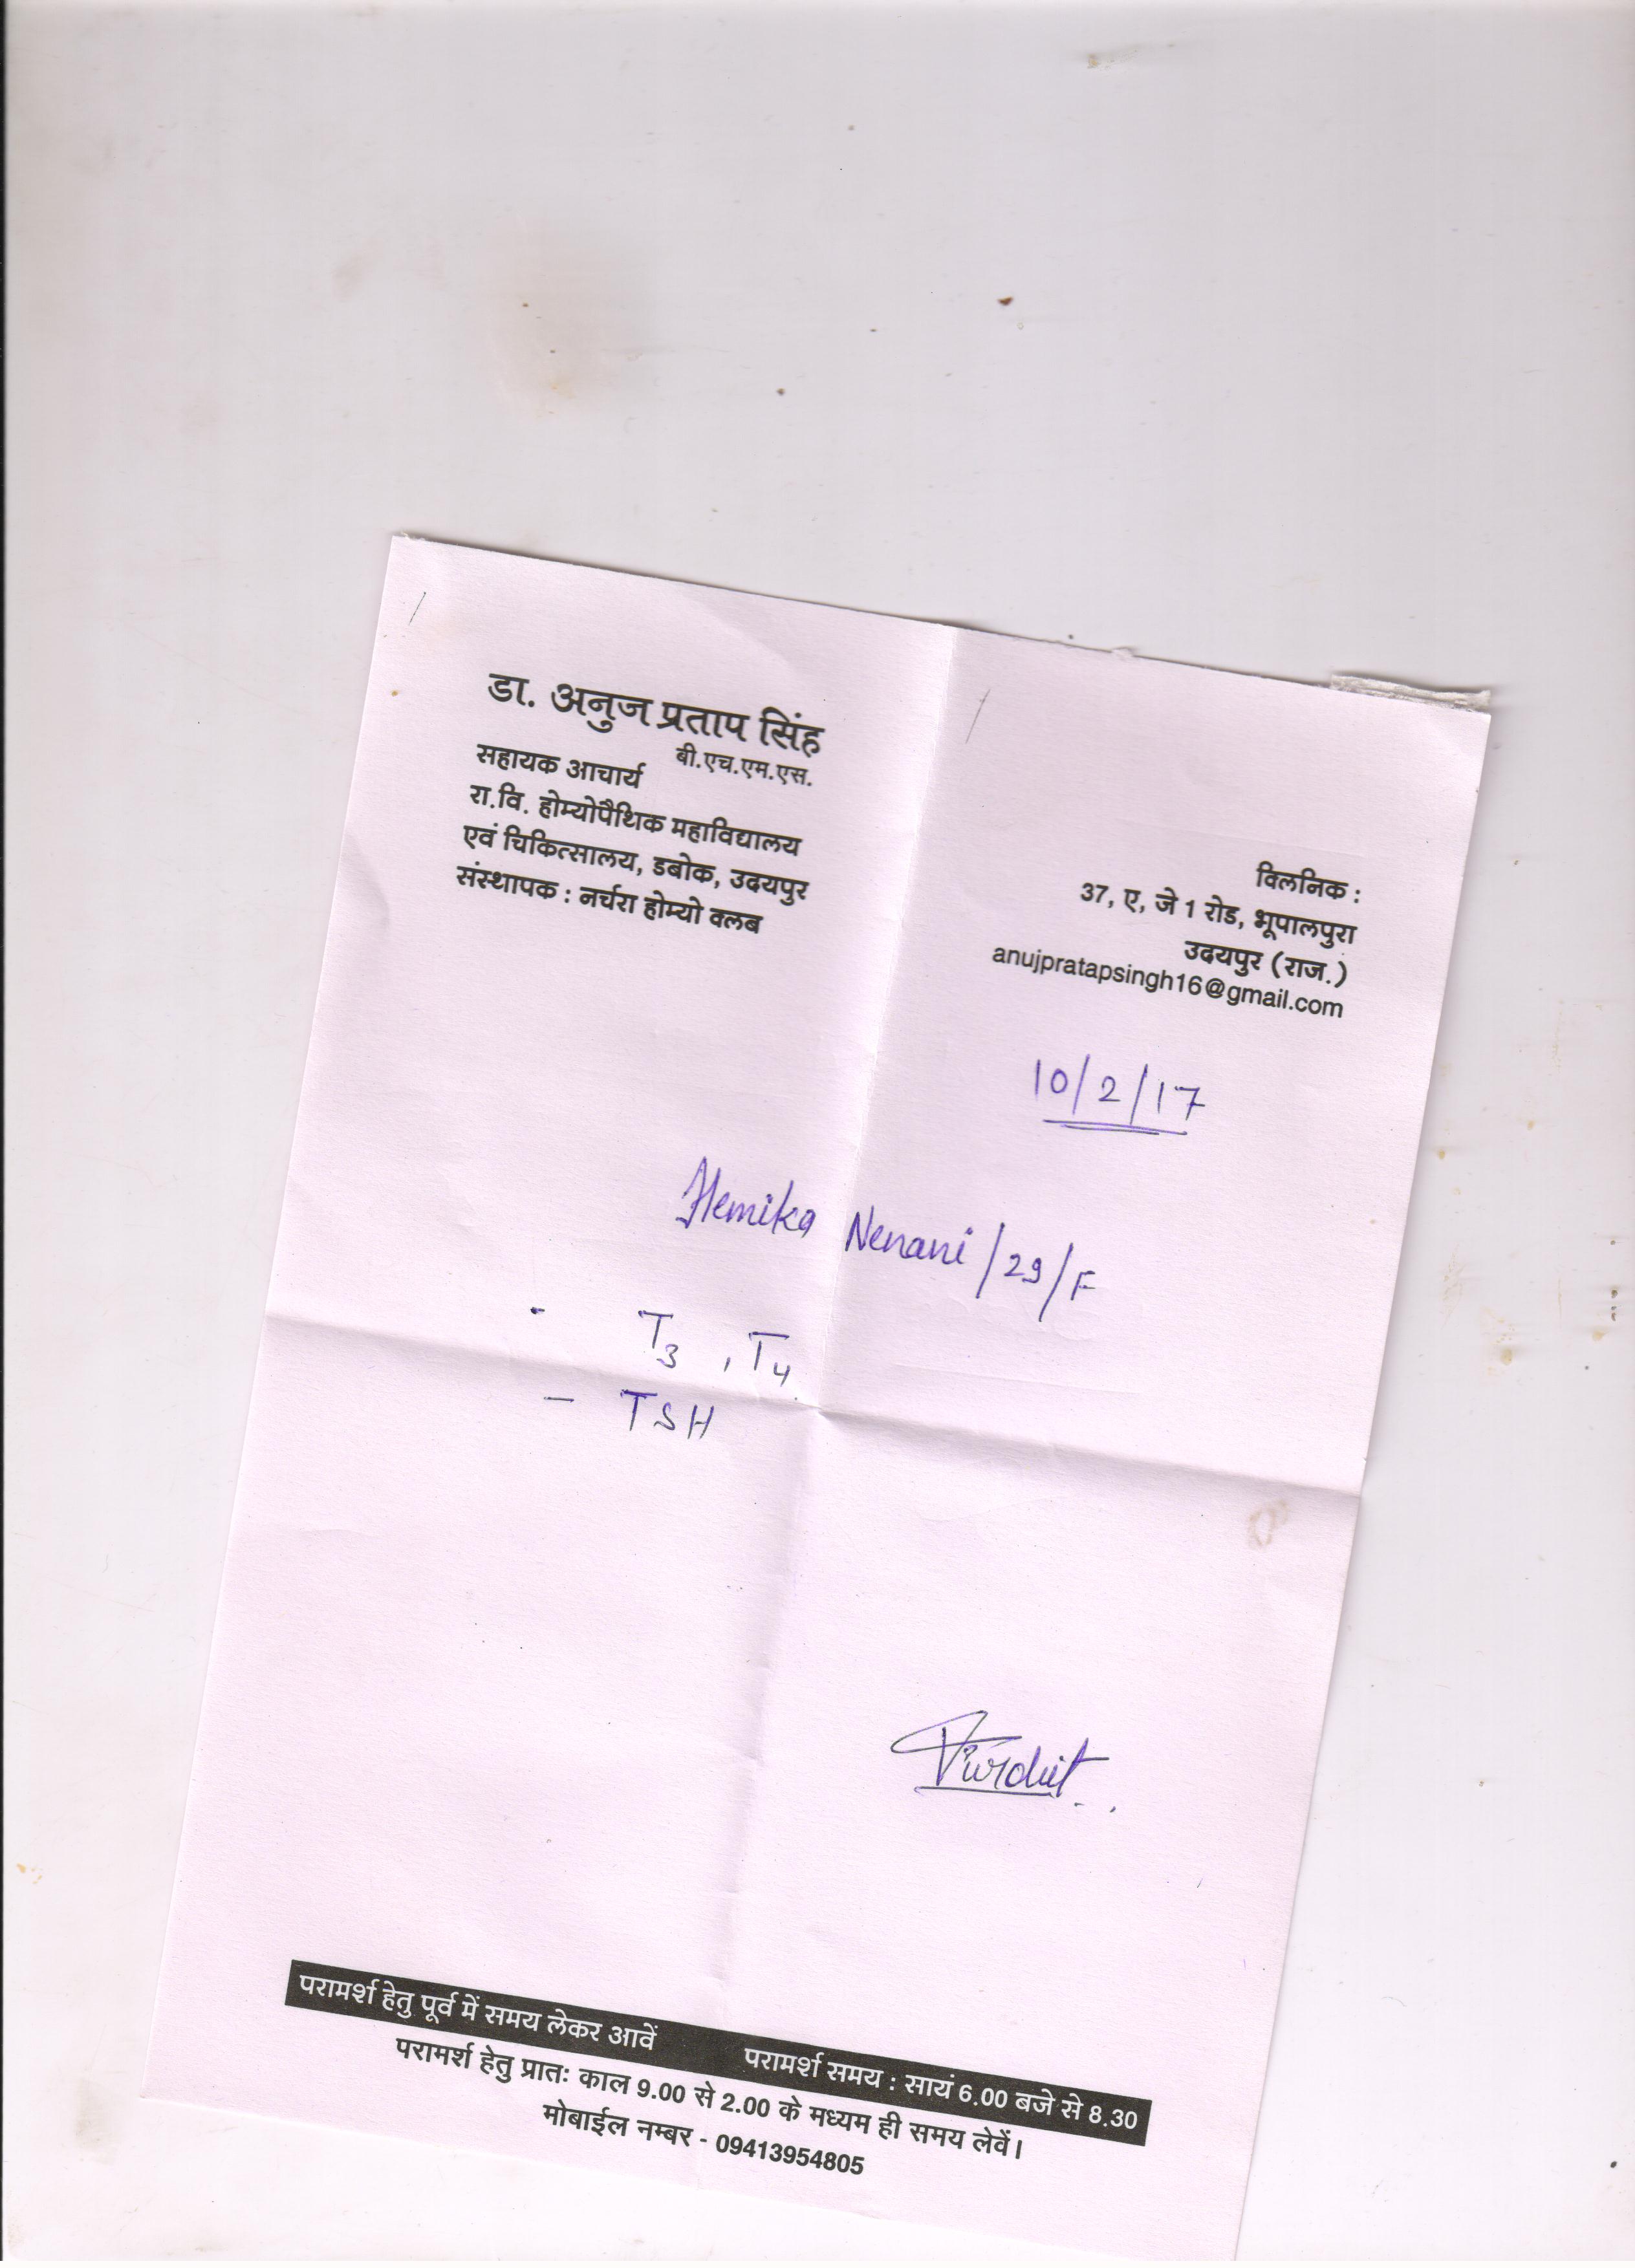 डा. अनुज प्रताप सिंह
बी.एच.एम.एस.
सहायक आचार्य
रा.वि. होम्योपैथिक महाविद्यालय
एवं चिकित्सालय, डबोक, उदयपुर
संस्थापक : नर्चरा होम्यो क्लब
क्लिनिक :
37, ए, जे 1 रोड, भूपालपुरा
उदयपुर (राज.)
anujpratapsingh16@gmail.com
10/2/17
Hemika Nenani /29/F
- T3 , T4
- TSH
परामर्श हेतु पूर्व में समय लेकर आवें परामर्श समय : सायं 6.00 बजे से 8.30
परामर्श हेतु प्रातः काल 9.00 से 2.00 के मध्यम ही समय लेवें।
मोबाईल नम्बर - 09413954805